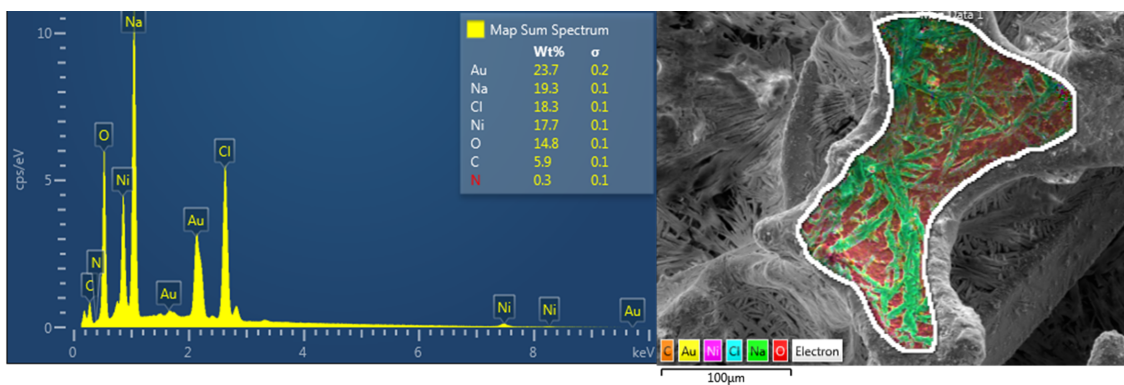 Map Sum Spectrum
Wt% σ
Au 23.7 0.2
Na 19.3 0.1
Cl 18.3 0.1
Ni 17.7 0.1
O 14.8 0.1
C 5.9 0.1
N 0.3 0.1
10
5
0
cps/eV
C
N
O
Ni
Na
Au
Au
Cl
Ni
Ni
Au
0 2 4 6 8 keV
Data 1
C Au Ni Cl Na O Electron
100μm